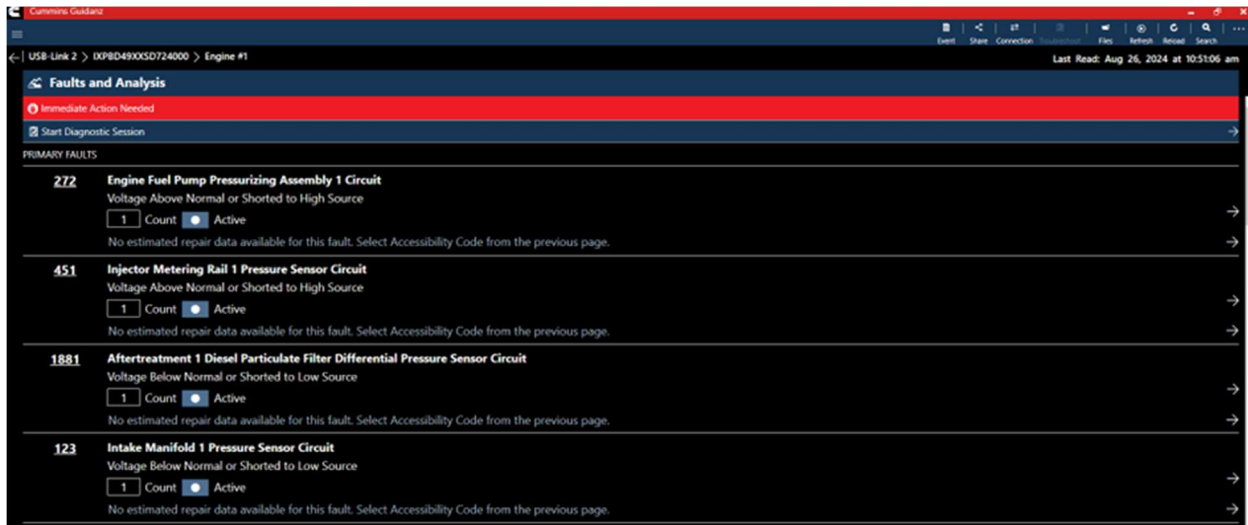 Cummins Guidanz
Event Share Connection Troubleshoot Files Refresh Reload Search
USB-Link 2 > IXPBD49XXSD724000 > Engine #1
Last Read: Aug 26, 2024 at 10:51:06 am
Faults and Analysis
Immediate Action Needed
Start Diagnostic Session
PRIMARY FAULTS
272 Engine Fuel Pump Pressurizing Assembly 1 Circuit
Voltage Above Normal or Shorted to High Source
1 Count Active
No estimated repair data available for this fault. Select Accessibility Code from the previous page.
451 Injector Metering Rail 1 Pressure Sensor Circuit
Voltage Above Normal or Shorted to High Source
1 Count Active
No estimated repair data available for this fault. Select Accessibility Code from the previous page.
1881 Aftertreatment 1 Diesel Particulate Filter Differential Pressure Sensor Circuit
Voltage Below Normal or Shorted to Low Source
1 Count Active
No estimated repair data available for this fault. Select Accessibility Code from the previous page.
123 Intake Manifold 1 Pressure Sensor Circuit
Voltage Below Normal or Shorted to Low Source
1 Count Active
No estimated repair data available for this fault. Select Accessibility Code from the previous page.